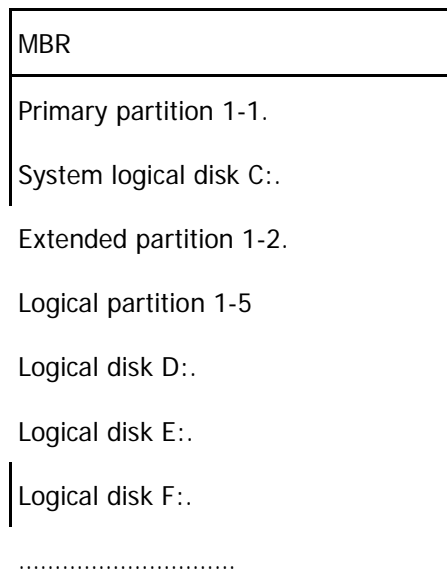 MBR
Primary partition 1-1.
System logical disk C:.
Extended partition 1-2.
Logical partition 1-5
Logical disk D:.
Logical disk E:.
Logical disk F:.
..............................